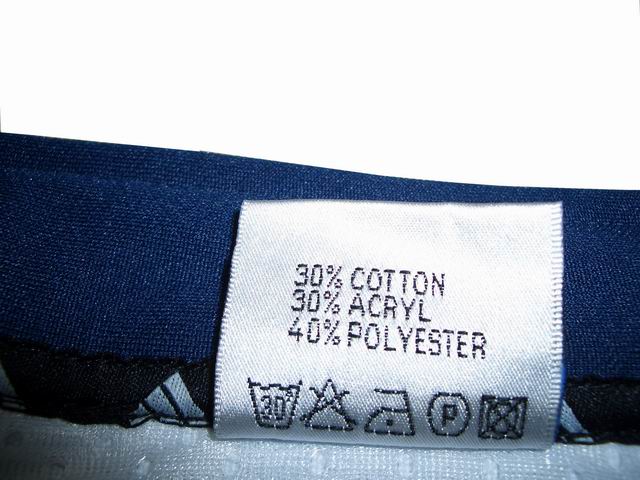 30% COTTON
30% ACRYL
40% POLYESTER
30° P